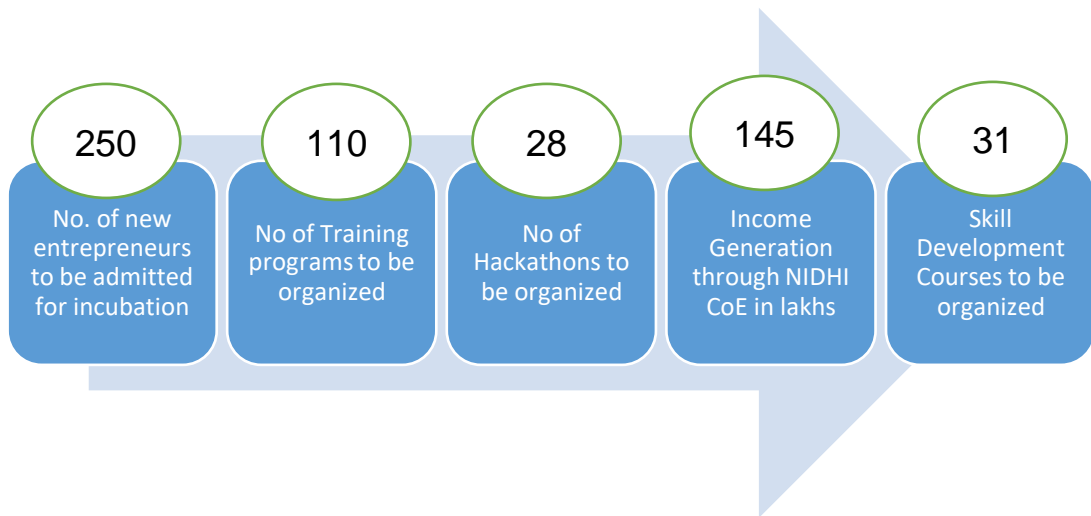 250
No. of new
entrepreneurs
to be admitted
for incubation
110
No of Training
programs to be
organized
28
No of
Hackathons to
be organized
145
Income
Generation
through NIDHI
CoE in lakhs
31
Skill
Development
Courses to be
organized